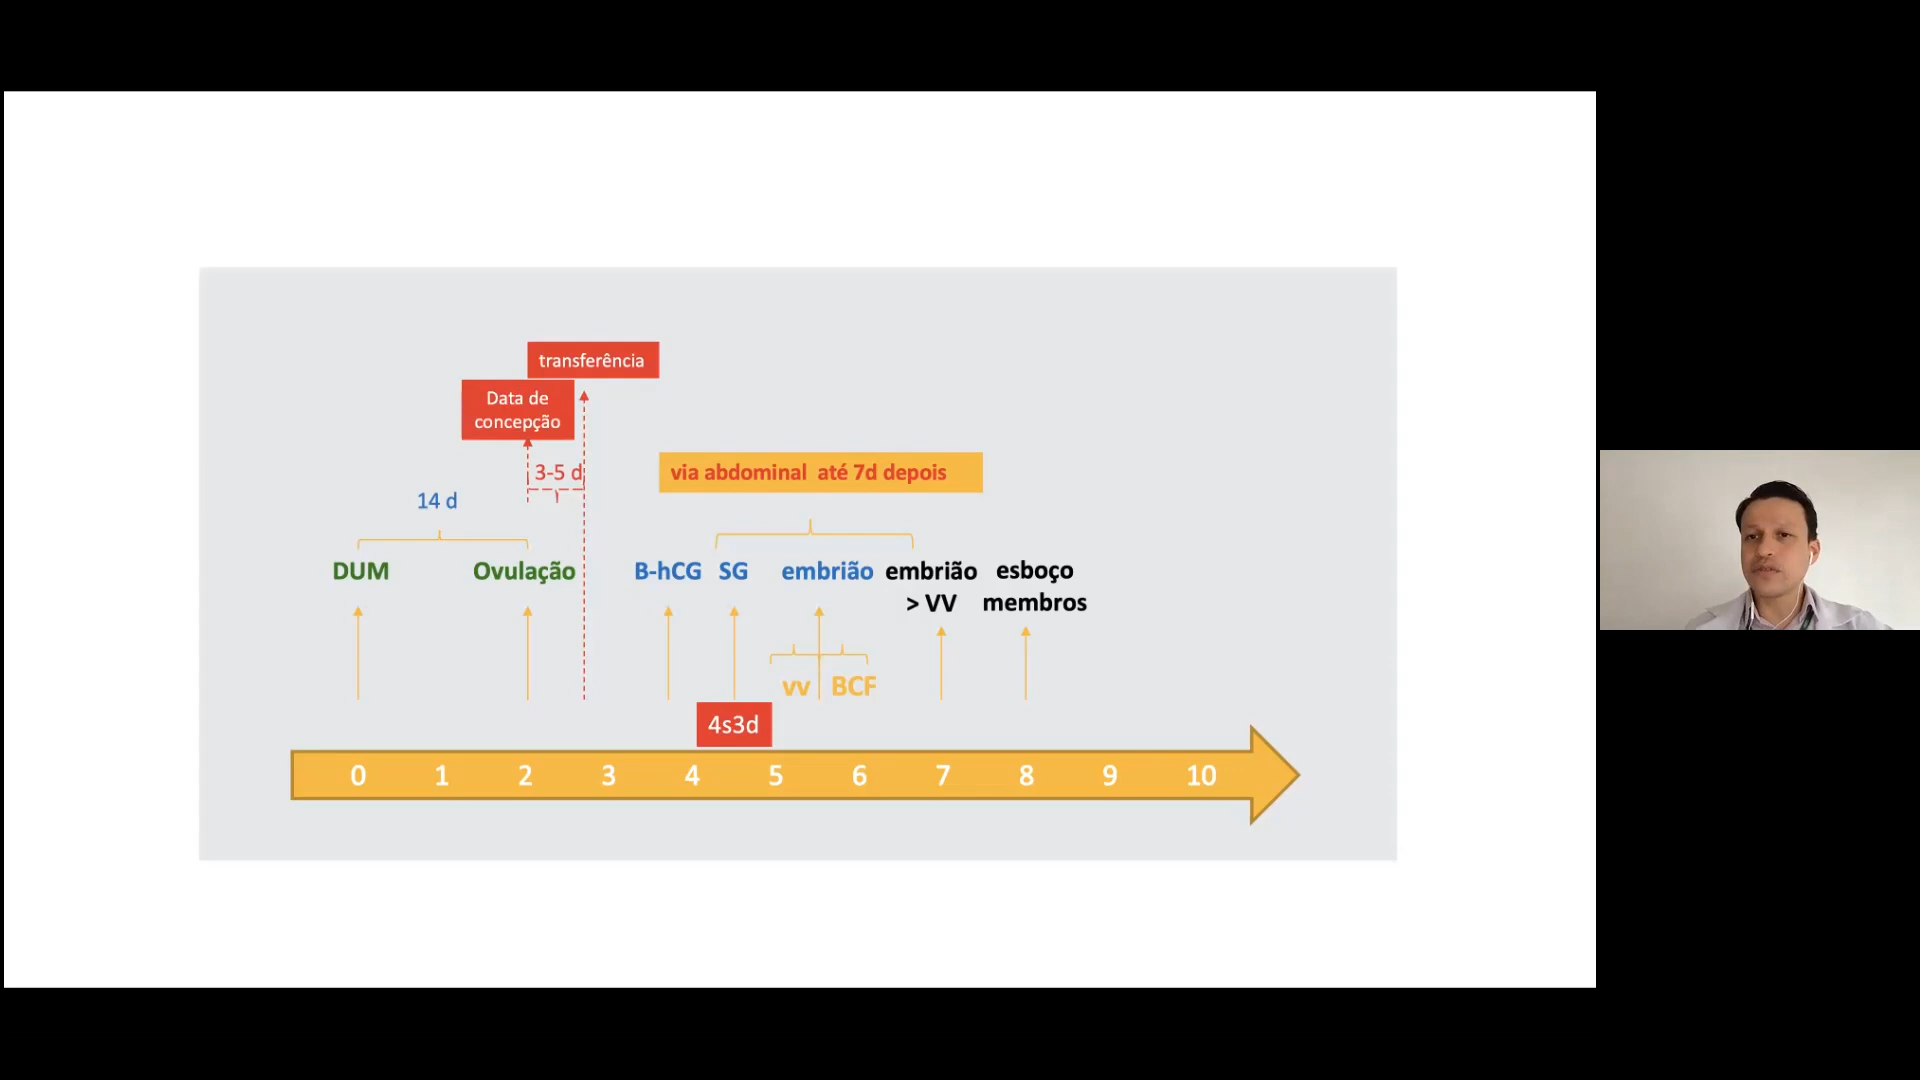 transferência
Data de
concepção
3-5 d
via abdominal até 7d depois
14 d
DUM Ovulação B-hCG SG embrião embrião esboço
> VV membros
vv BCF
4s3d
0 1 2 3 4 5 6 7 8 9 10